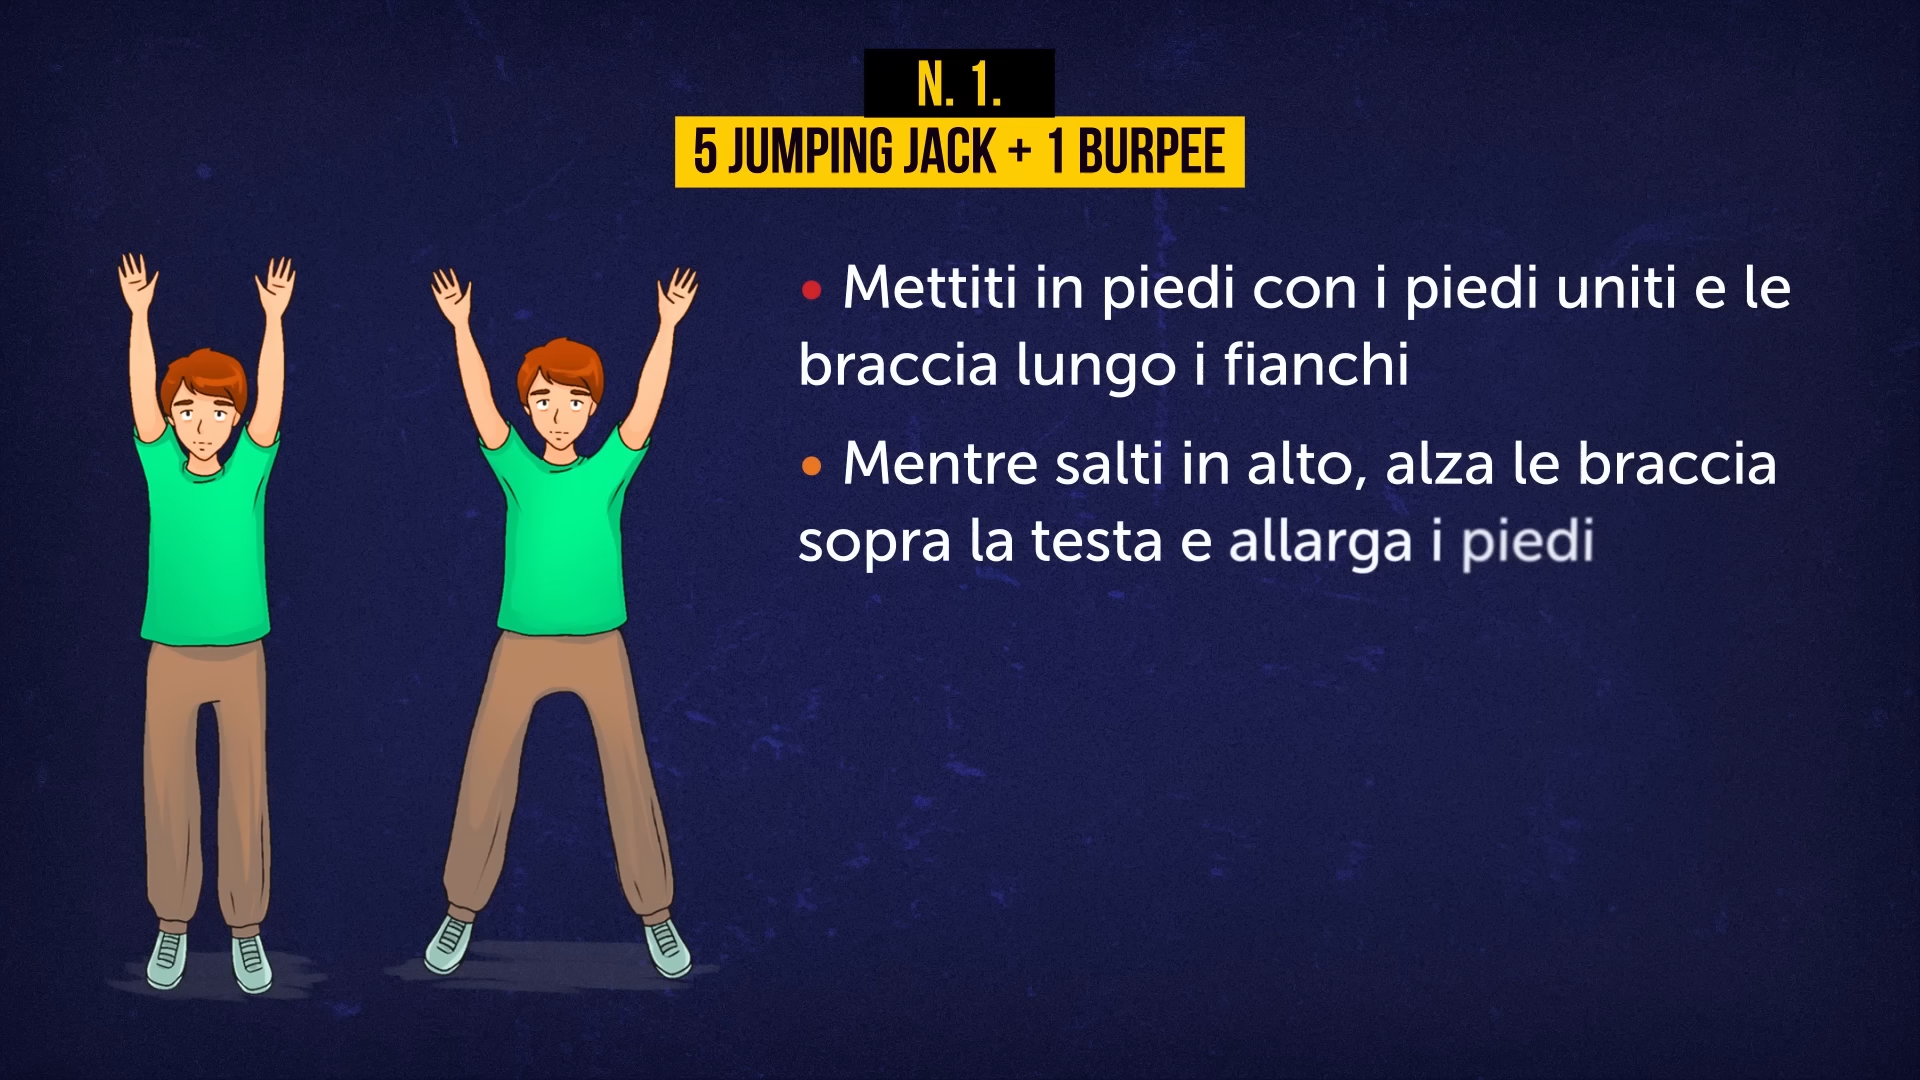 N. 1.
5 JUMPING JACK + 1 BURPEE
• Mettiti in piedi con i piedi uniti e le
braccia lungo i fianchi
• Mentre salti in alto, alza le braccia
sopra la testa e allarga i piedi